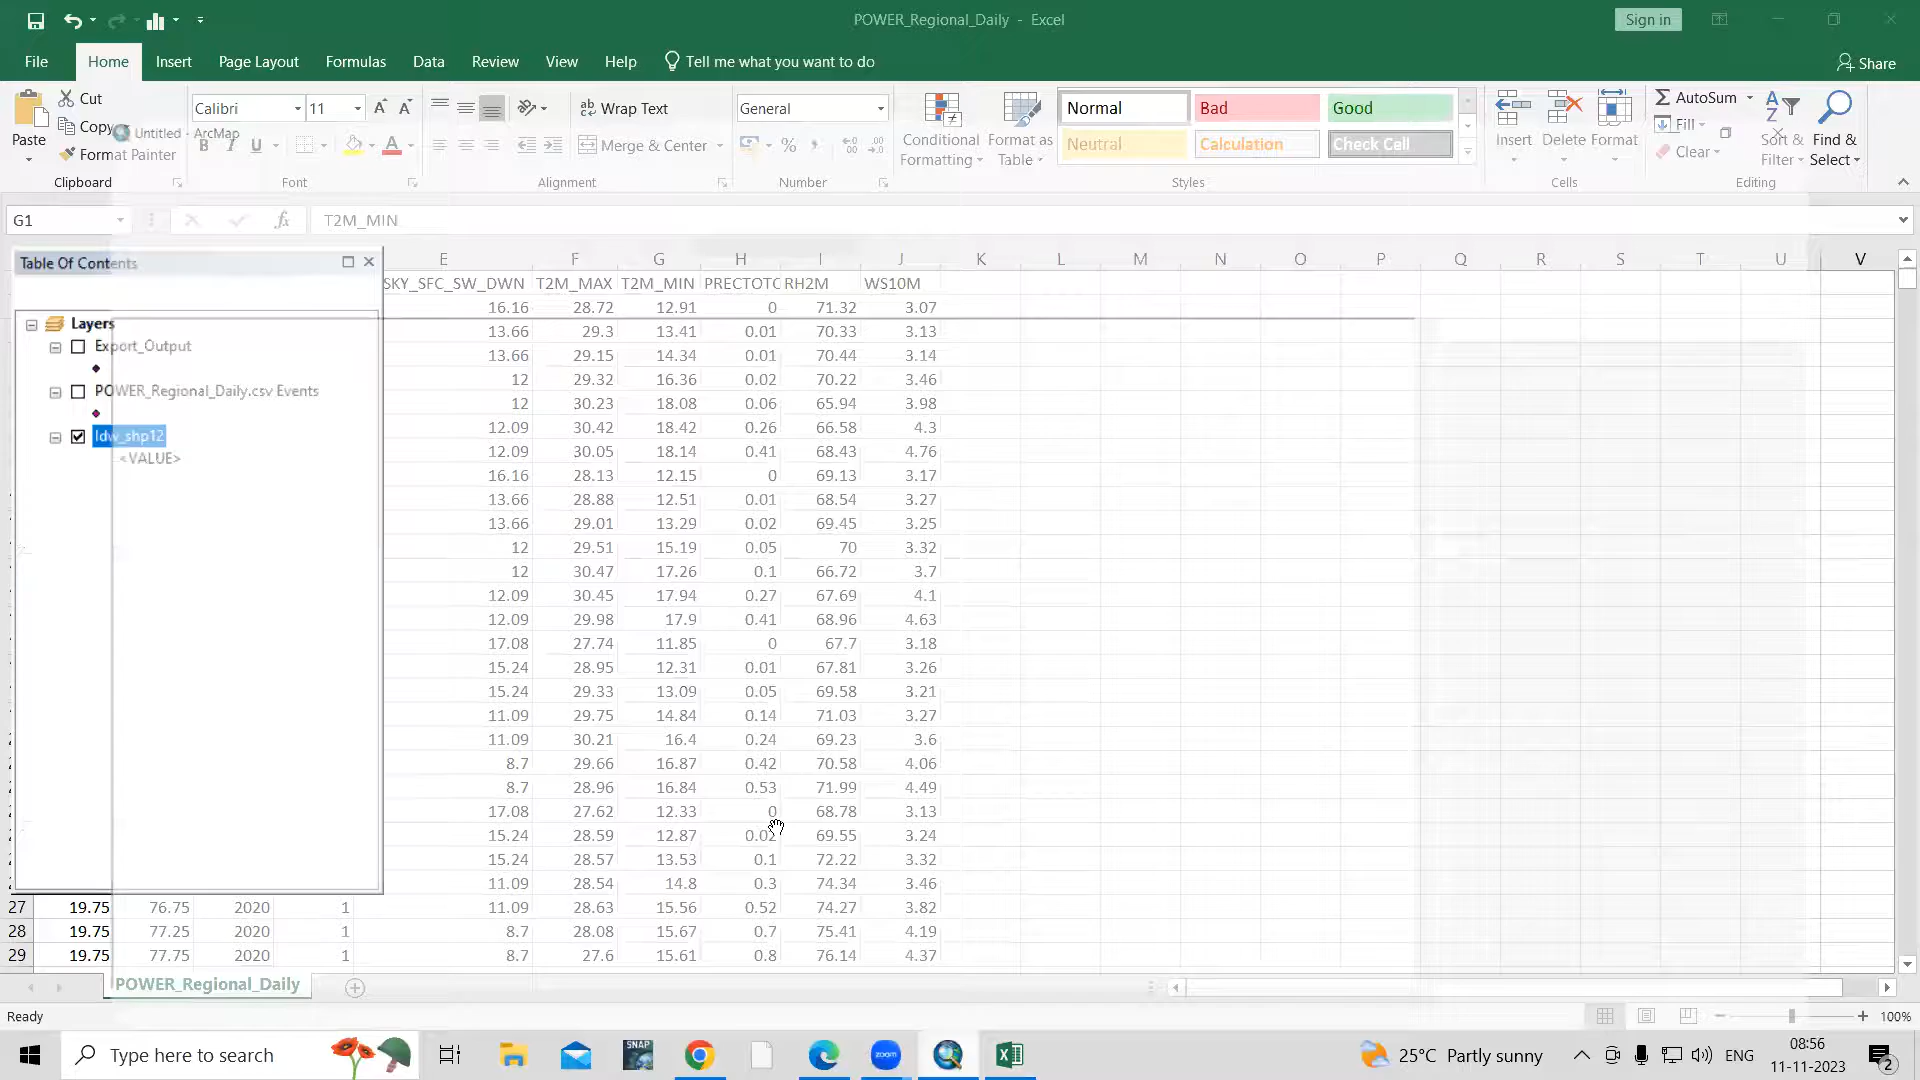 POWER_Regional_Daily - Excel
Sign in
File Home Insert Page Layout Formulas Data Review View Help Tell me what you want to do
Share
Cut
Copy
Format Painter
Paste
Untitled - ArcMap
Calibri 11
B I U
Wrap Text
Merge & Center
General
Conditional Formatting
Format as Table
Normal Bad Good
Neutral Calculation Check Cell
Insert Delete Format
AutoSum
Fill
Clear
Sort & Filter
Find & Select
Clipboard Font Alignment Number Styles Cells Editing
G1 fx T2M_MIN
Table Of Contents
Layers
Export_Output
POWER_Regional_Daily.csv Events
Idw_shp12
<VALUE>
E F G H I J K L M N O P Q R S T U V
SKY_SFC_SW_DWN T2M_MAX T2M_MIN PRECTOTC RH2M WS10M
16.16 28.72 12.91 0 71.32 3.07
13.66 29.3 13.41 0.01 70.33 3.13
13.66 29.15 14.34 0.01 70.44 3.14
12 29.32 16.36 0.02 70.22 3.46
12 30.23 18.08 0.06 65.94 3.98
12.09 30.42 18.42 0.26 66.58 4.3
12.09 30.05 18.14 0.41 68.43 4.76
16.16 28.13 12.15 0 69.13 3.17
13.66 28.88 12.51 0.01 68.54 3.27
13.66 29.01 13.29 0.02 69.45 3.25
12 29.51 15.19 0.05 70 3.32
12 30.47 17.26 0.1 66.72 3.7
12.09 30.45 17.94 0.27 67.69 4.1
12.09 29.98 17.9 0.41 68.96 4.63
17.08 27.74 11.85 0 67.7 3.18
15.24 28.95 12.31 0.01 67.81 3.26
15.24 29.33 13.09 0.05 69.58 3.21
11.09 29.75 14.84 0.14 71.03 3.27
11.09 30.21 16.4 0.24 69.23 3.6
8.7 29.66 16.87 0.42 70.58 4.06
8.7 28.96 16.84 0.53 71.99 4.49
17.08 27.62 12.33 0 68.78 3.13
15.24 28.59 12.87 0.02 69.55 3.24
15.24 28.57 13.53 0.1 72.22 3.32
11.09 28.54 14.8 0.3 74.34 3.46
27 19.75 76.75 2020 1 11.09 28.63 15.56 0.52 74.27 3.82
28 19.75 77.25 2020 1 8.7 28.08 15.67 0.7 75.41 4.19
29 19.75 77.75 2020 1 8.7 27.6 15.61 0.8 76.14 4.37
POWER_Regional_Daily
Ready
100%
Type here to search
SNAP
zoom
25°C Partly sunny
ENG
08:56
11-11-2023
2